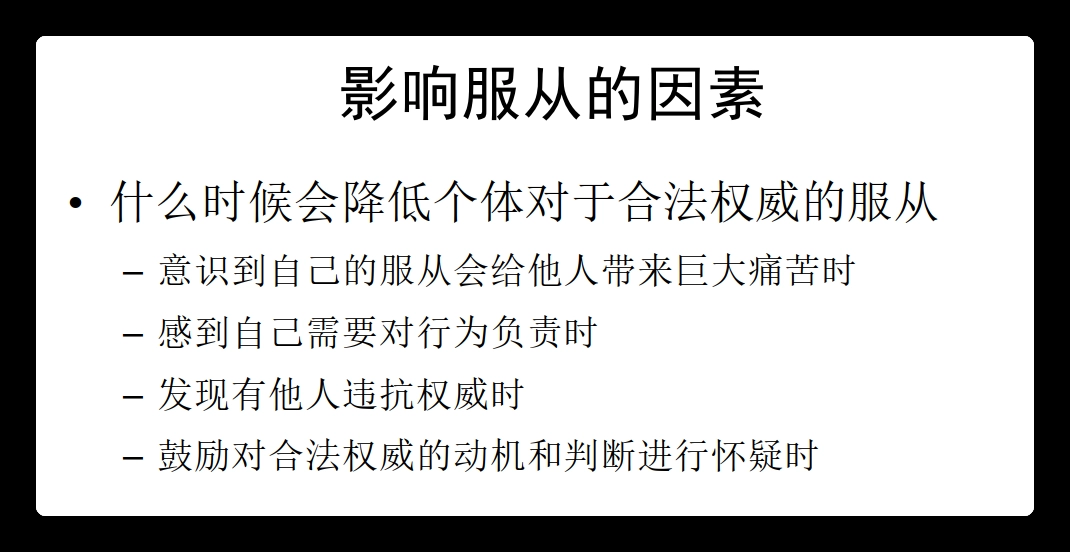 影响服从的因素
• 什么时候会降低个体对于合法权威的服从
– 意识到自己的服从会给他人带来巨大痛苦时
– 感到自己需要对行为负责时
– 发现有他人违抗权威时
– 鼓励对合法权威的动机和判断进行怀疑时